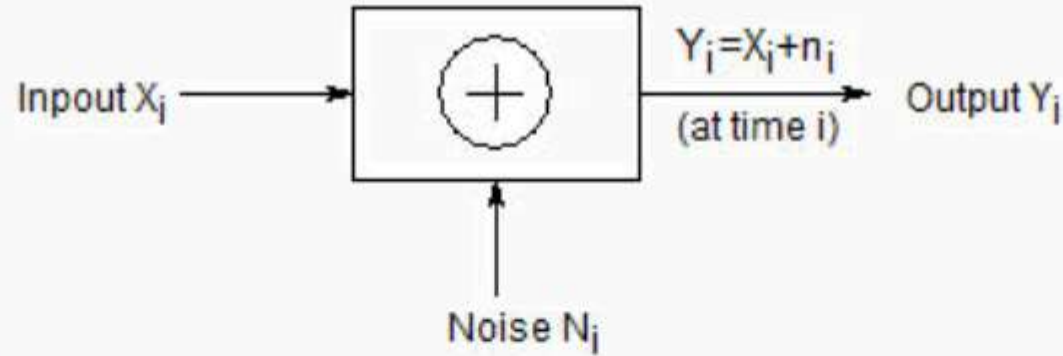 Inpout Xi
Yi=Xi+ni
(at time i)
Output Yi
Noise Ni